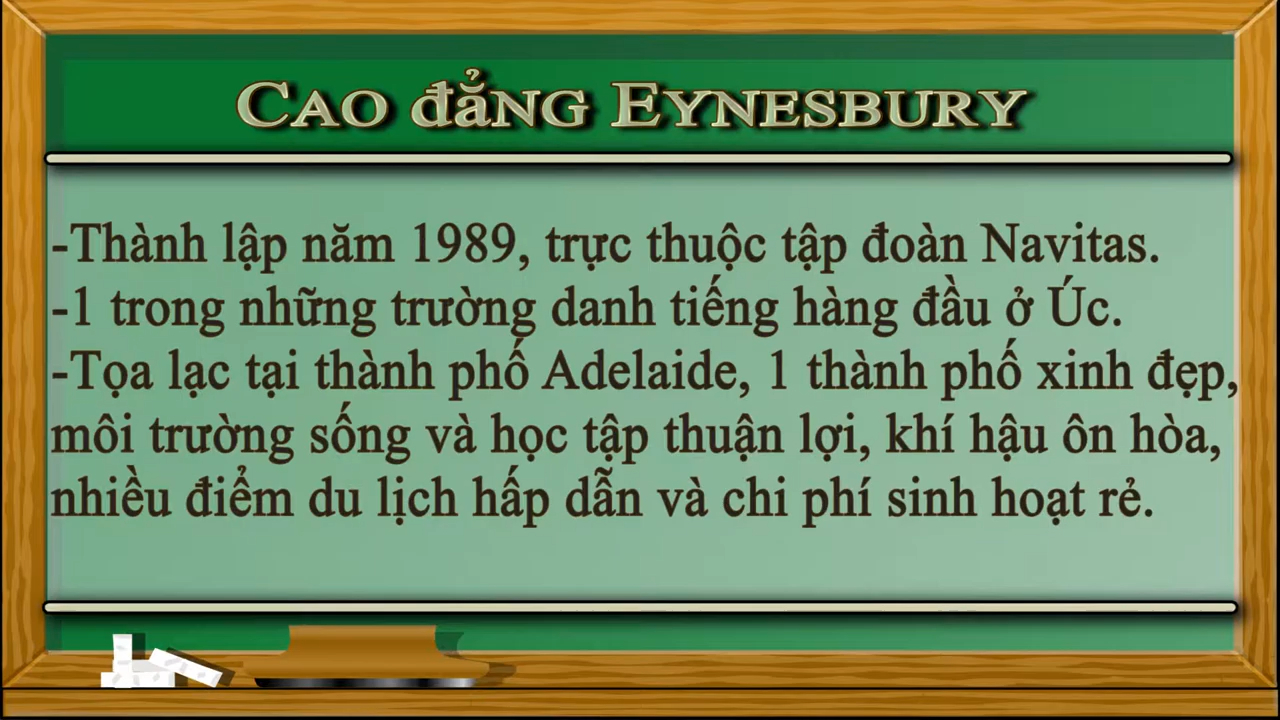 Cao đẳng Eynesbury
-Thành lập năm 1989, trực thuộc tập đoàn Navitas.
-1 trong những trường danh tiếng hàng đầu ở Úc.
-Tọa lạc tại thành phố Adelaide, 1 thành phố xinh đẹp,
môi trường sống và học tập thuận lợi, khí hậu ôn hòa,
nhiều điểm du lịch hấp dẫn và chi phí sinh hoạt rẻ.